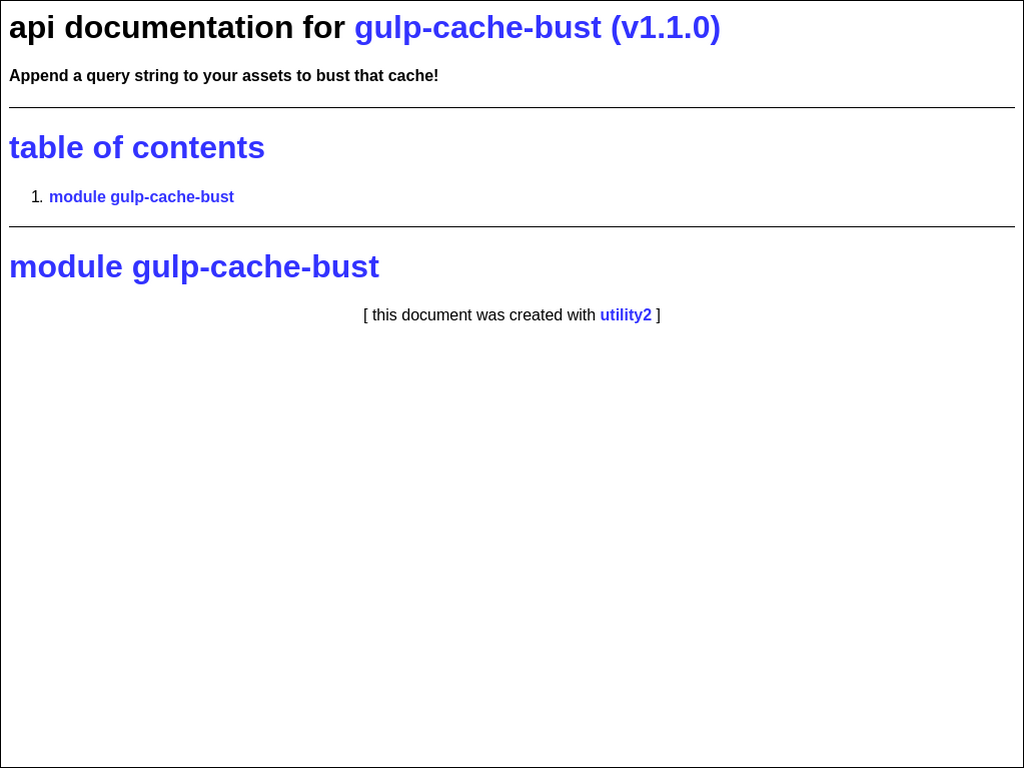 api documentation for gulp-cache-bust (v1.1.0)
Append a query string to your assets to bust that cache!
table of contents
1. module gulp-cache-bust
module gulp-cache-bust
[ this document was created with utility2 ]